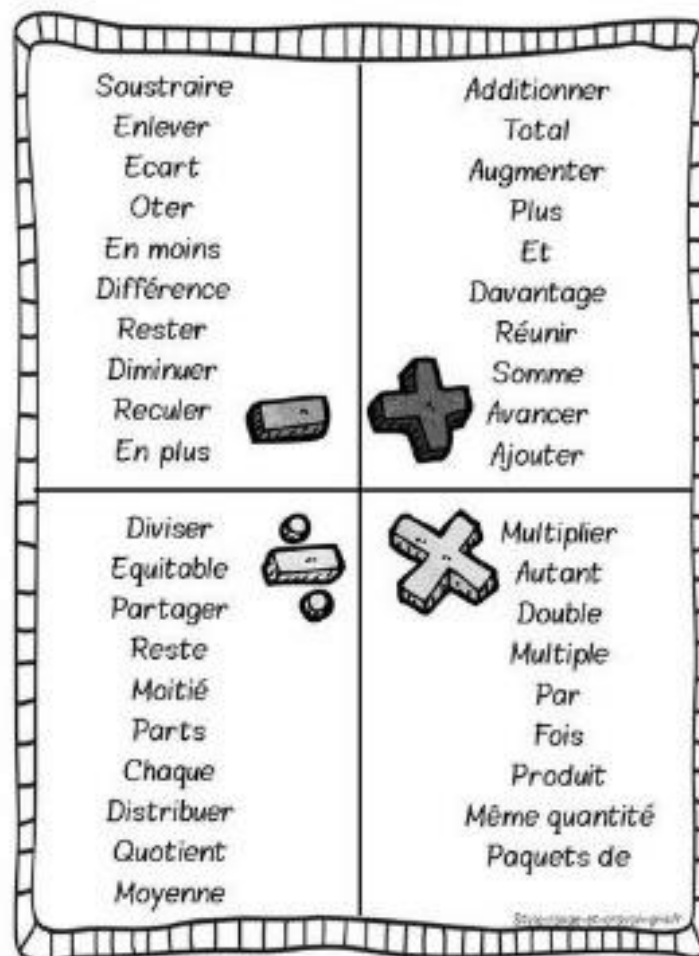 Soustraire
Enlever
Ecart
Oter
En moins
Différence
Rester
Diminuer
Reculer
En plus
Additionner
Total
Augmenter
Plus
Et
Davantage
Réunir
Somme
Avancer
Ajouter
Diviser
Equitable
Partager
Reste
Moitié
Parts
Chaque
Distribuer
Quotient
Moyenne
Multiplier
Autant
Double
Multiple
Par
Fois
Produit
Même quantité
Paquets de